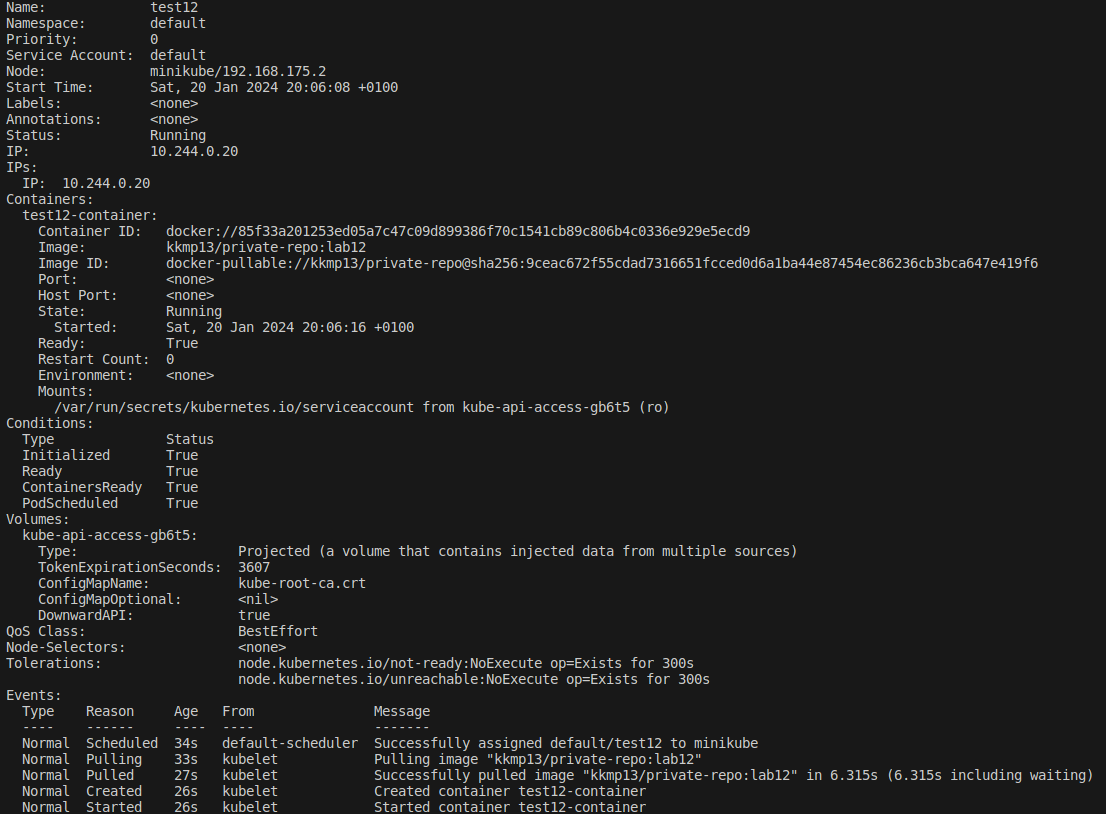 Name:             test12
Namespace:        default
Priority:         0
Service Account:  default
Node:             minikube/192.168.175.2
Start Time:       Sat, 20 Jan 2024 20:06:08 +0100
Labels:           <none>
Annotations:      <none>
Status:           Running
IP:               10.244.0.20
IPs:
  IP:  10.244.0.20
Containers:
  test12-container:
    Container ID:   docker://85f33a201253ed05a7c47c09d899386f70c1541cb89c806b4c0336e929e5ecd9
    Image:          kkmp13/private-repo:lab12
    Image ID:       docker-pullable://kkmp13/private-repo@sha256:9ceac672f55cdad7316651fcced0d6a1ba44e87454ec86236cb3bca647e419f6
    Port:           <none>
    Host Port:      <none>
    State:          Running
      Started:      Sat, 20 Jan 2024 20:06:16 +0100
    Ready:          True
    Restart Count:  0
    Environment:    <none>
    Mounts:
      /var/run/secrets/kubernetes.io/serviceaccount from kube-api-access-gb6t5 (ro)
Conditions:
  Type              Status
  Initialized       True
  Ready             True
  ContainersReady   True
  PodScheduled      True
Volumes:
  kube-api-access-gb6t5:
    Type:                    Projected (a volume that contains injected data from multiple sources)
    TokenExpirationSeconds:  3607
    ConfigMapName:           kube-root-ca.crt
    ConfigMapOptional:       <nil>
    DownwardAPI:             true
QoS Class:                   BestEffort
Node-Selectors:              <none>
Tolerations:                 node.kubernetes.io/not-ready:NoExecute op=Exists for 300s
                             node.kubernetes.io/unreachable:NoExecute op=Exists for 300s
Events:
  Type    Reason     Age   From               Message
  ----    ------     ----  ----               -------
  Normal  Scheduled  34s   default-scheduler  Successfully assigned default/test12 to minikube
  Normal  Pulling    33s   kubelet            Pulling image "kkmp13/private-repo:lab12"
  Normal  Pulled     27s   kubelet            Successfully pulled image "kkmp13/private-repo:lab12" in 6.315s (6.315s including waiting)
  Normal  Created    26s   kubelet            Created container test12-container
  Normal  Started    26s   kubelet            Started container test12-container